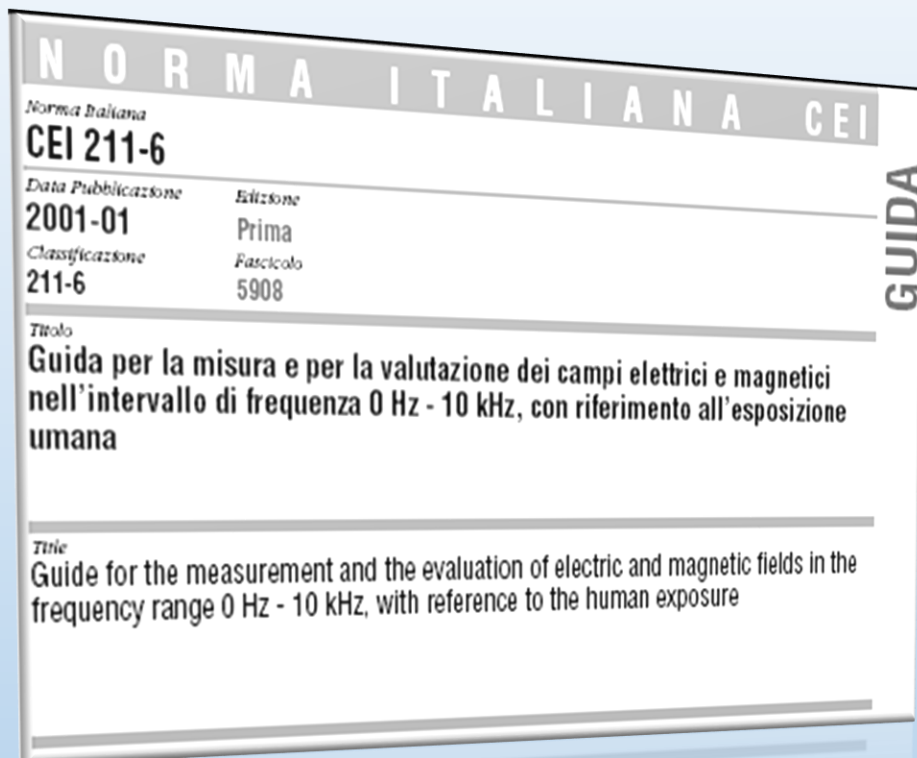 NORMA ITALIANA CEI
GUIDA
Norma Italiana
CEI 211-6
Data Pubblicazione Edizione
2001-01 Prima
Classificazione Fascicolo
211-6 5908
Titolo
Guida per la misura e per la valutazione dei campi elettrici e magnetici
nell'intervallo di frequenza 0 Hz - 10 kHz, con riferimento all'esposizione
umana
Title
Guide for the measurement and the evaluation of electric and magnetic fields in the
frequency range 0 Hz - 10 kHz, with reference to the human exposure